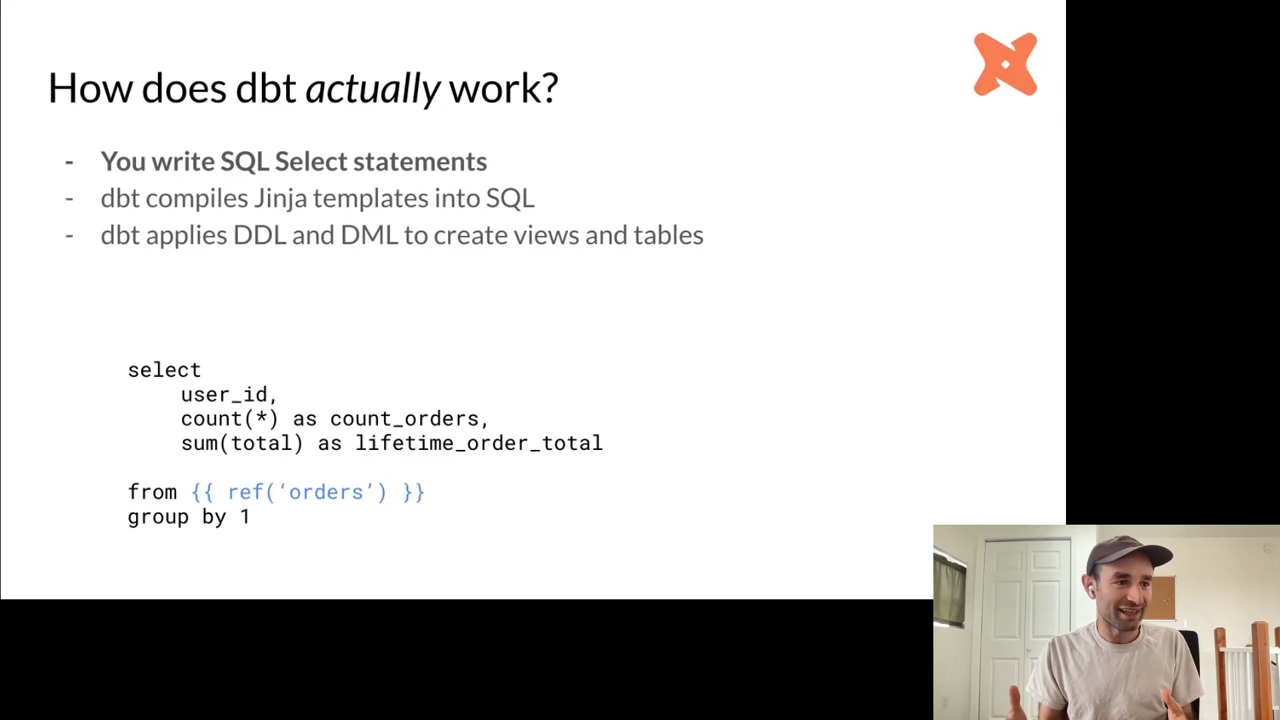 How does dbt actually work?
- You write SQL Select statements
- dbt compiles Jinja templates into SQL
- dbt applies DDL and DML to create views and tables
select
user_id,
count(*) as count_orders,
sum(total) as lifetime_order_total
from {{ ref(‘orders’) }}
group by 1